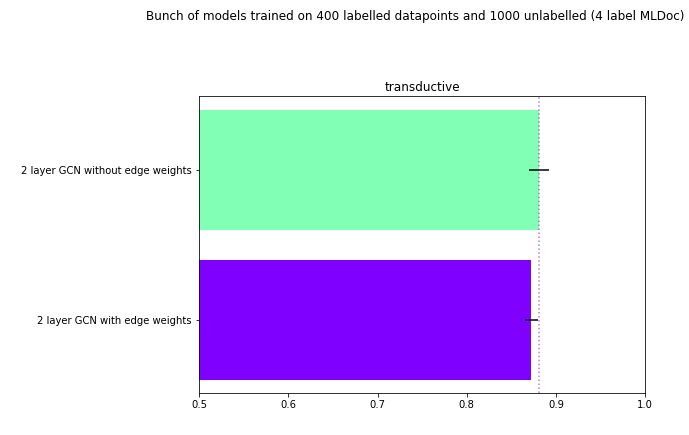 Bunch of models trained on 400 labelled datapoints and 1000 unlabelled (4 label MLDoc)
transductive
2 layer GCN without edge weights
2 layer GCN with edge weights
0.5 0.6 0.7 0.8 0.9 1.0